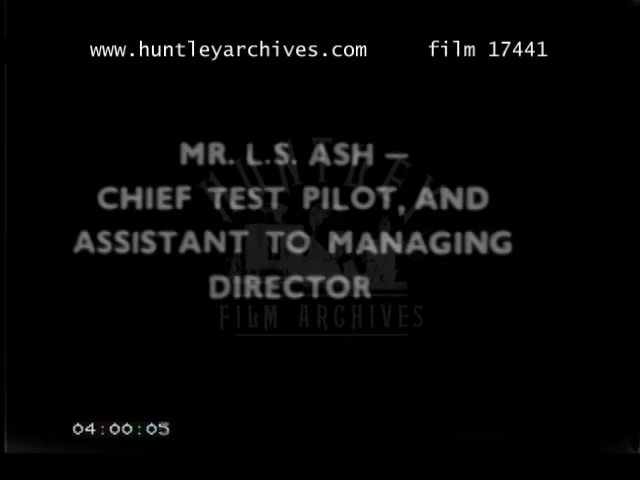 www.huntleyarchives.com film 17441
MR. L.S. ASH —
CHIEF TEST PILOT, AND
ASSISTANT TO MANAGING
DIRECTOR
HUNTLEY
FILM ARCHIVES
04:00:05